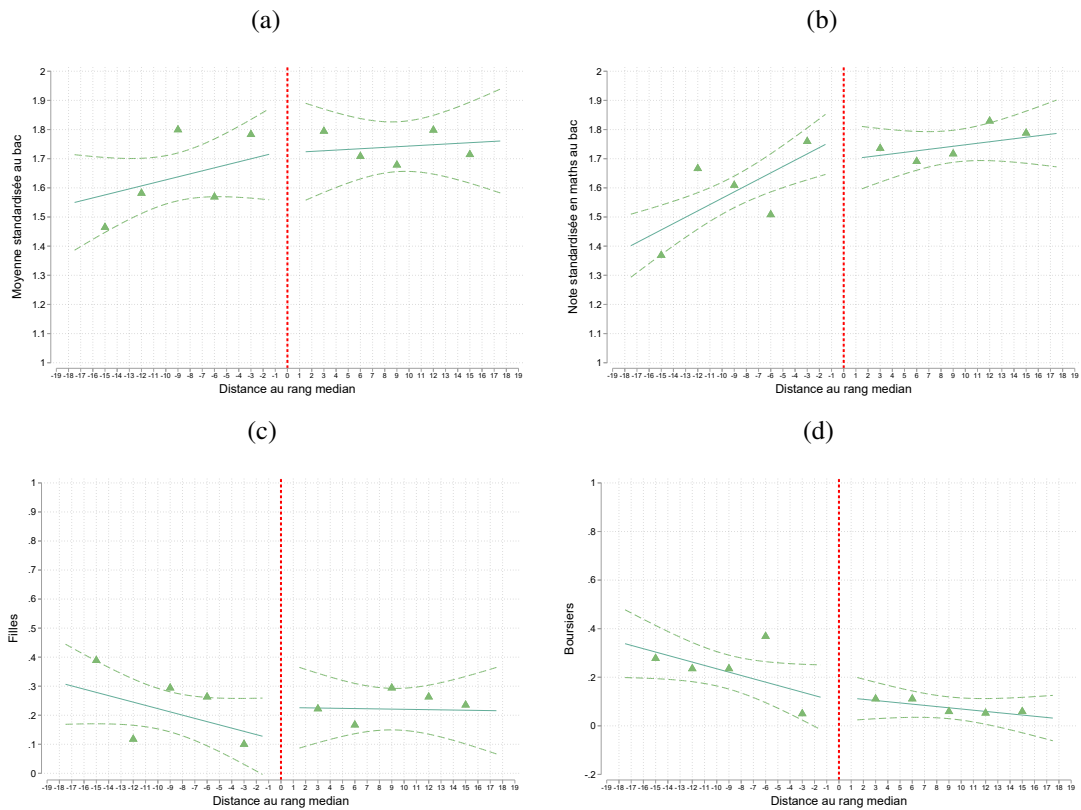 (a)
Moyenne standardisée au bac
2
1.9
1.8
1.7
1.6
1.5
1.4
1.3
1.2
1.1
1
-19 -18 -17 -16 -15 -14 -13 -12 -11 -10 -9 -8 -7 -6 -5 -4 -3 -2 -1 0 1 2 3 4 5 6 7 8 9 10 11 12 13 14 15 16 17 18 19
Distance au rang median
(b)
Note standardisée en maths au bac
2
1.9
1.8
1.7
1.6
1.5
1.4
1.3
1.2
1.1
1
-19 -18 -17 -16 -15 -14 -13 -12 -11 -10 -9 -8 -7 -6 -5 -4 -3 -2 -1 0 1 2 3 4 5 6 7 8 9 10 11 12 13 14 15 16 17 18 19
Distance au rang median
(c)
Filles
1
.9
.8
.7
.6
.5
.4
.3
.2
.1
0
-19 -18 -17 -16 -15 -14 -13 -12 -11 -10 -9 -8 -7 -6 -5 -4 -3 -2 -1 0 1 2 3 4 5 6 7 8 9 10 11 12 13 14 15 16 17 18 19
Distance au rang median
(d)
Boursiers
1
.8
.6
.4
.2
0
-.2
-19 -18 -17 -16 -15 -14 -13 -12 -11 -10 -9 -8 -7 -6 -5 -4 -3 -2 -1 0 1 2 3 4 5 6 7 8 9 10 11 12 13 14 15 16 17 18 19
Distance au rang median